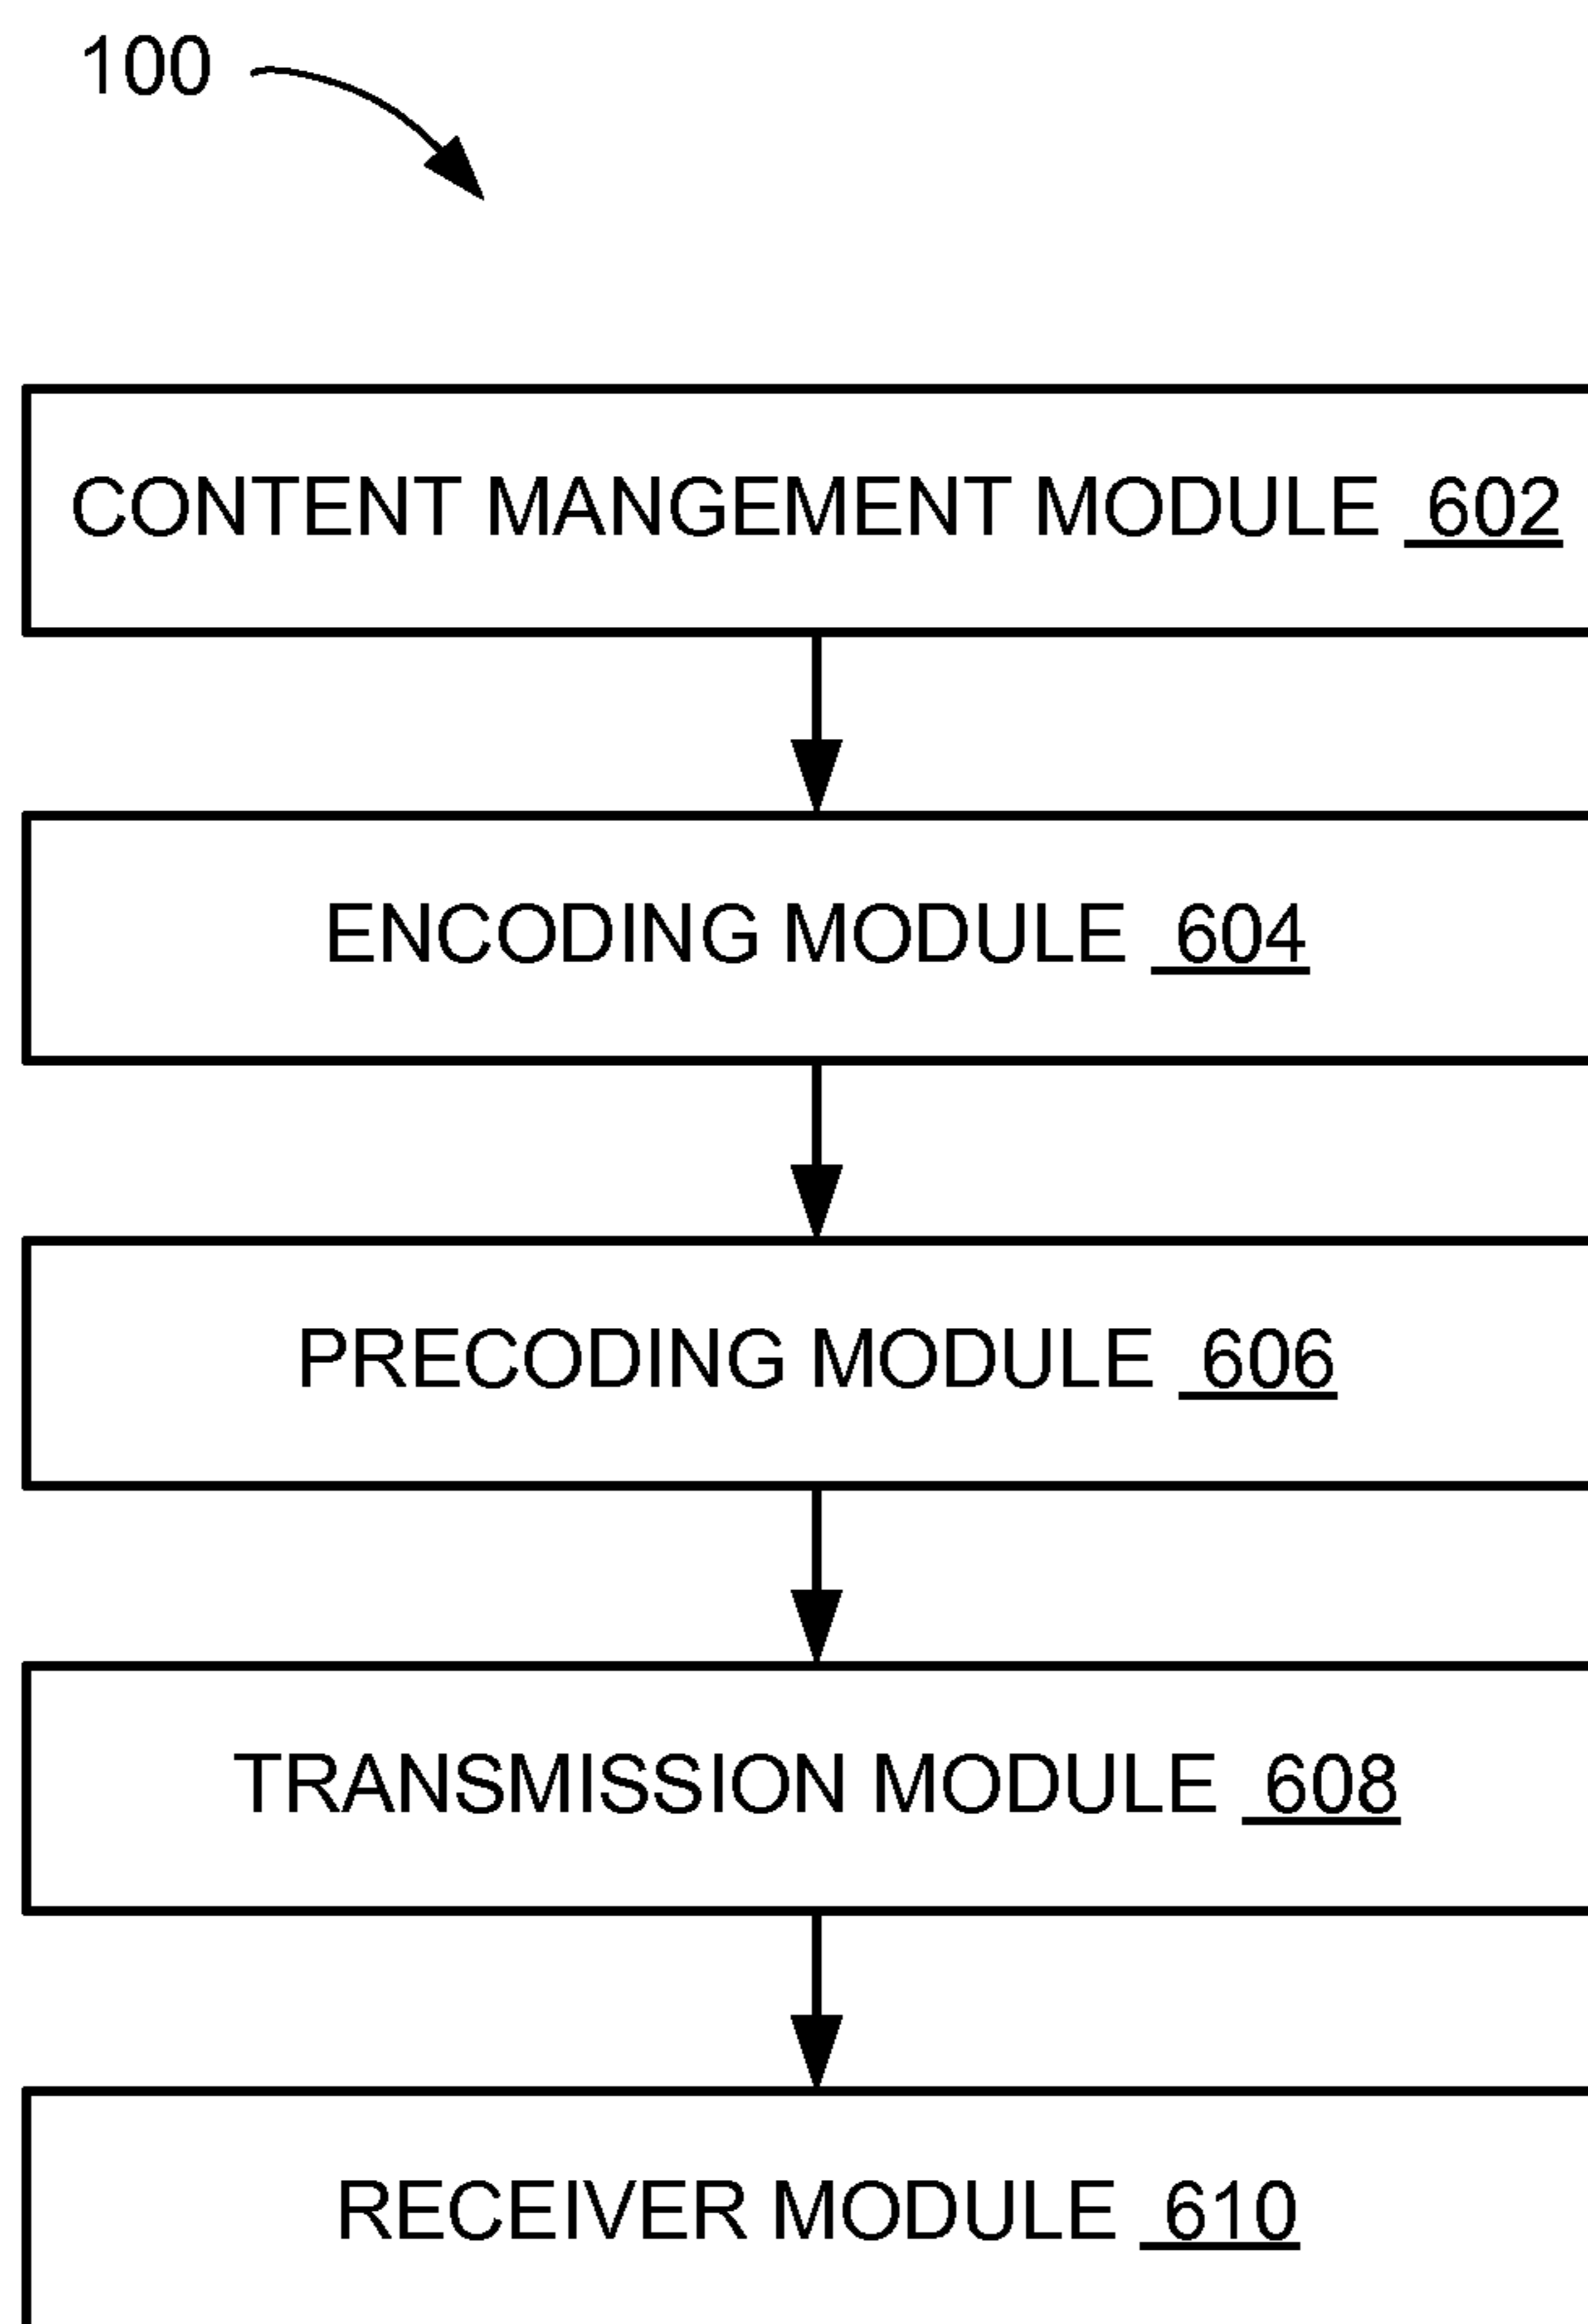 100
CONTENT MANGEMENT MODULE 602
ENCODING MODULE 604
PRECODING MODULE 606
TRANSMISSION MODULE 608
RECEIVER MODULE 610